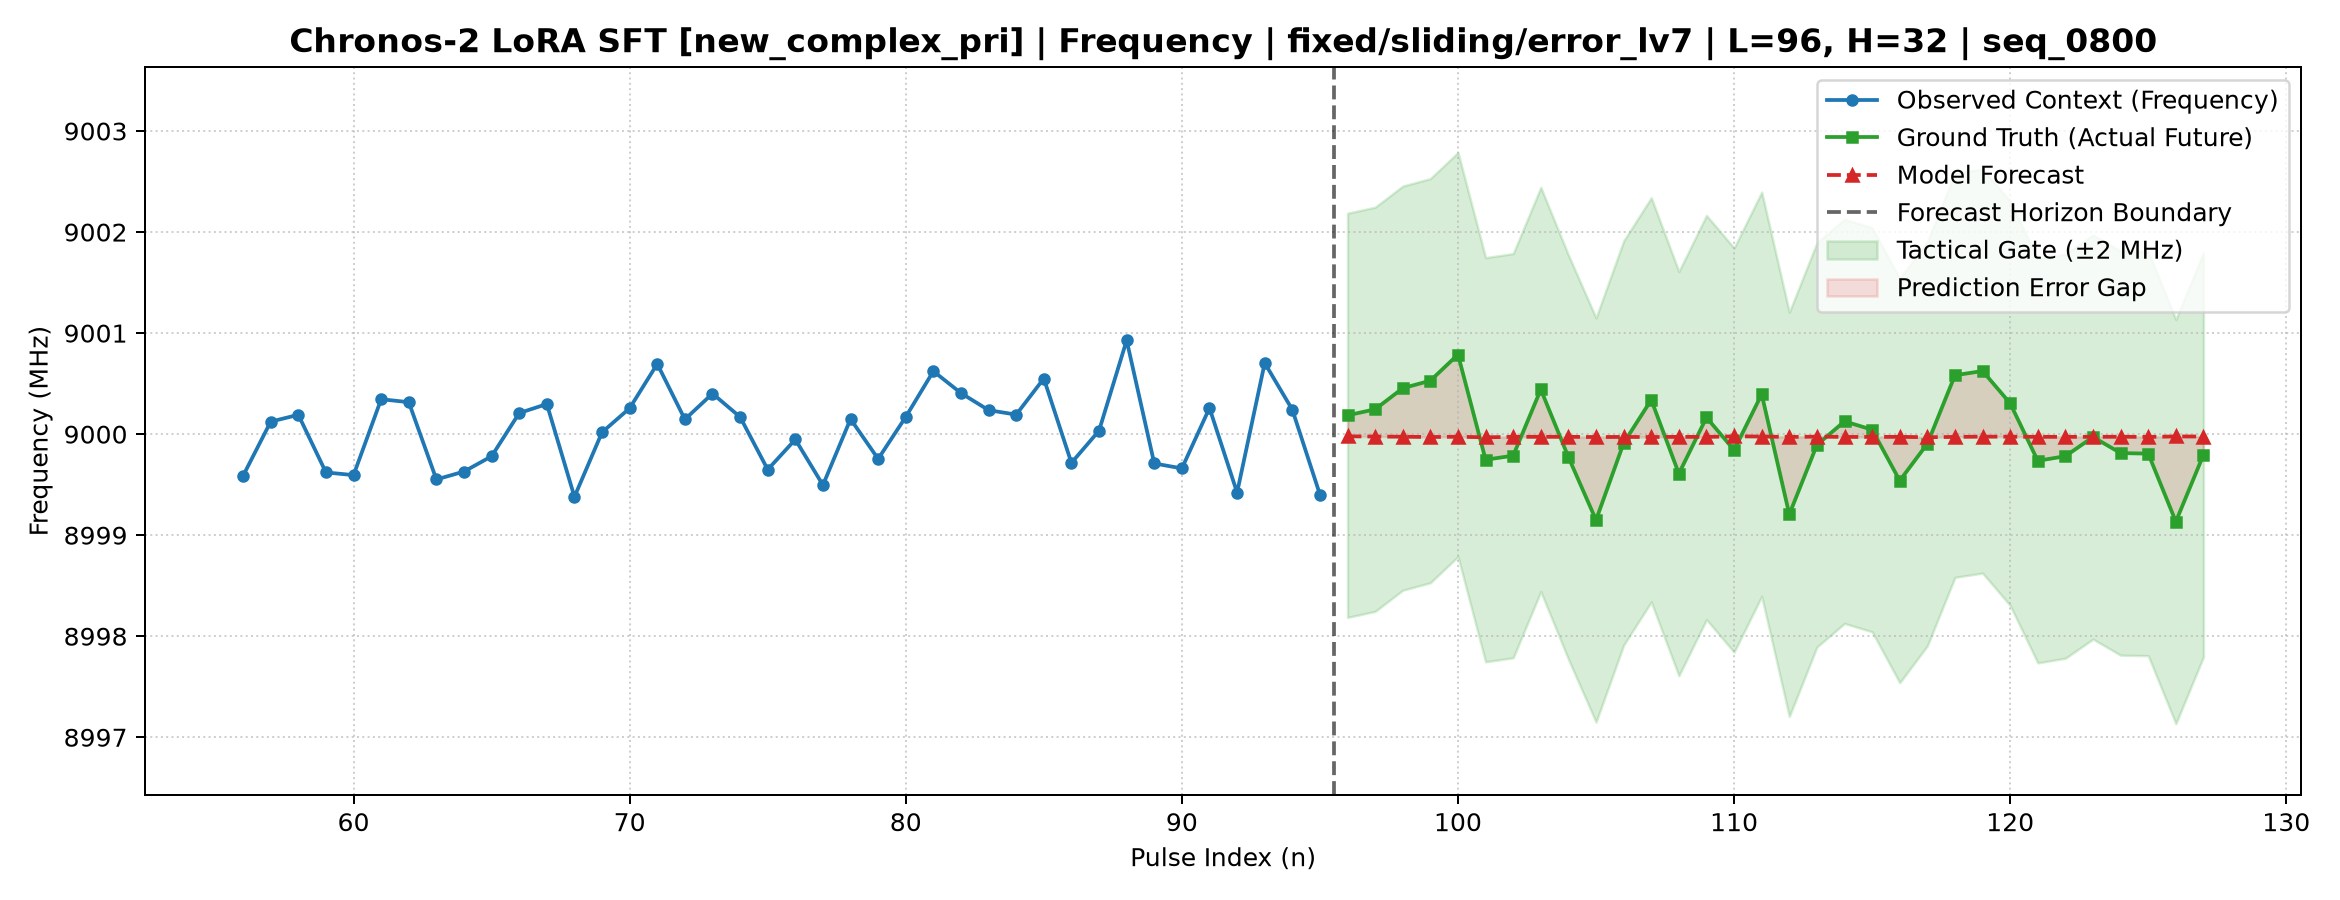 Chronos-2 LoRA SFT [new_complex_pri] | Frequency | fixed/sliding/error_lv7 | L=96, H=32 | seq_0800
Observed Context (Frequency)
Ground Truth (Actual Future)
Model Forecast
Forecast Horizon Boundary
Tactical Gate (±2 MHz)
Prediction Error Gap
Frequency (MHz)
9003
9002
9001
9000
8999
8998
8997
60
70
80
90
100
110
120
130
Pulse Index (n)